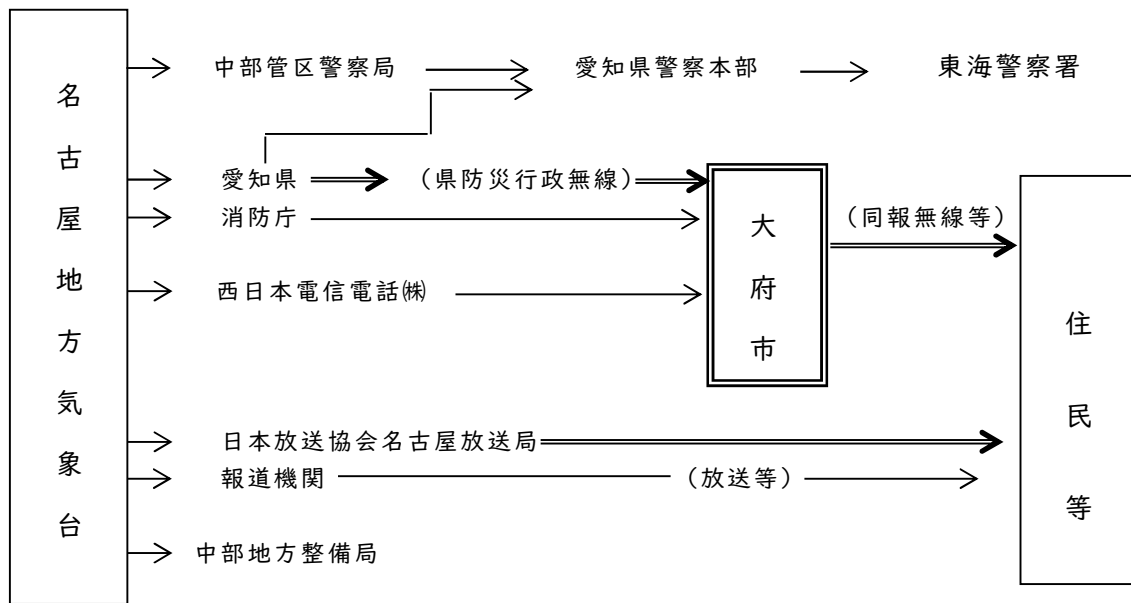 名古屋地方気象台
中部管区警察局
愛知県警察本部
東海警察署
愛知県
（県防災行政無線）
消防庁
西日本電信電話㈱
大府市
（同報無線等）
日本放送協会名古屋放送局
報道機関
（放送等）
中部地方整備局
住民等